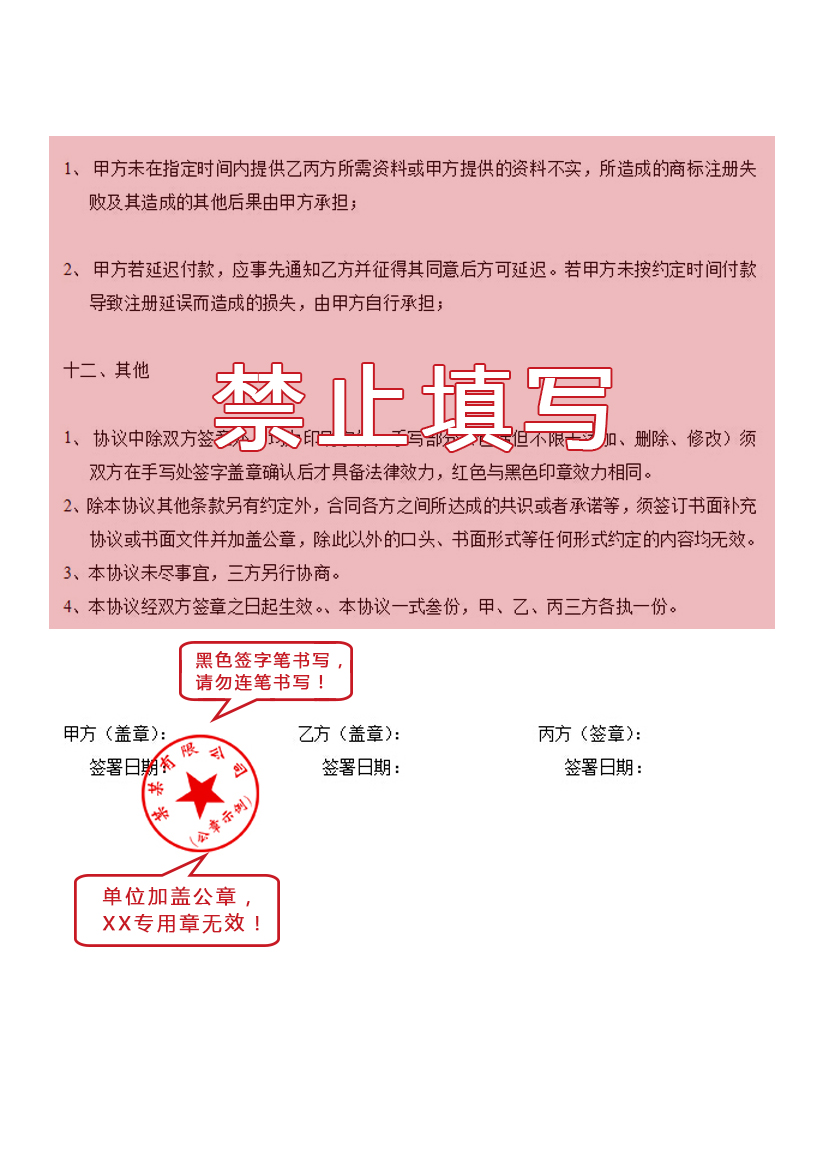 1、 甲方未在指定时间内提供乙丙方所需资料或甲方提供的资料不实，所造成的商标注册失
败及其造成的其他后果由甲方承担；
2、 甲方若延迟付款，应事先通知乙方并征得其同意后方可延迟。若甲方未按约定时间付款
导致注册延误而造成的损失，由甲方自行承担；
十二、其他
禁止填写
1、 协议中除双方签章 手写部分 但不限于 加、删除、修改）须
双方在手写处签字盖章确认后才具备法律效力，红色与黑色印章效力相同。
2、除本协议其他条款另有约定外，合同各方之间所达成的共识或者承诺等，须签订书面补充
协议或书面文件并加盖公章，除此以外的口头、书面形式等任何形式约定的内容均无效。
3、本协议未尽事宜，三方另行协商。
4、本协议经双方签章之日起生效。、本协议一式叁份，甲、乙、丙三方各执一份。
黑色签字笔书写，
请勿连笔书写！
甲方（盖章）： 乙方（盖章）： 丙方（签章）：
签署日期： 签署日期： 签署日期：
某某有限公司
（公章示例）
单位加盖公章，
XX专用章无效！